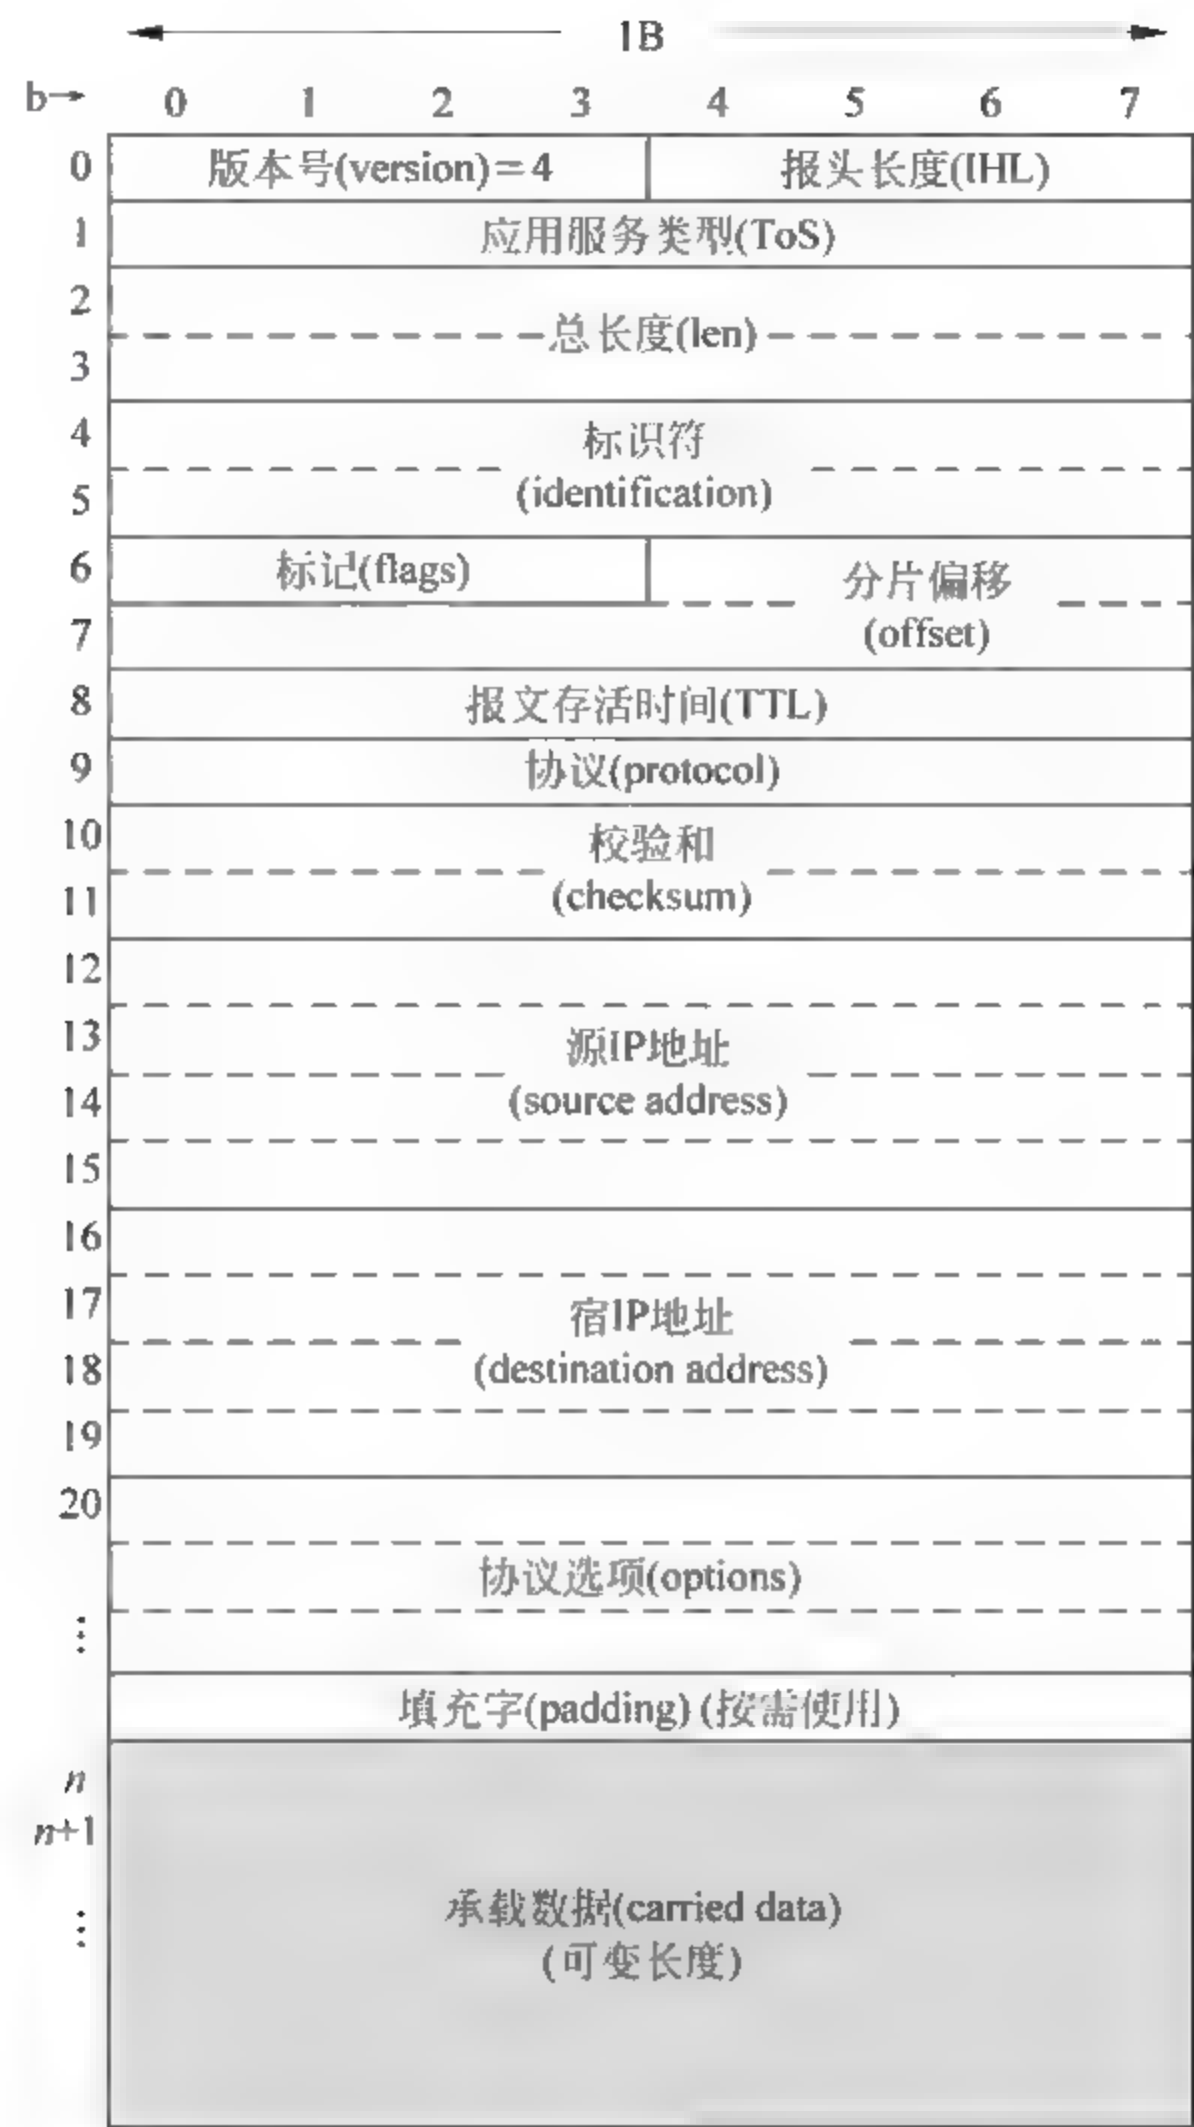 1B
b→ 0 1 2 3 4 5 6 7
0 版本号(version)=4 报头长度(IHL)
1 应用服务类型(ToS)
2
总长度(len)
3
4 标识符
5 (identification)
6 标记(flags) 分片偏移
7 (offset)
8 报文存活时间(TTL)
9 协议(protocol)
10 校验和
11 (checksum)
12
13 源IP地址
14 (source address)
15
16
17 宿IP地址
18 (destination address)
19
20
协议选项(options)
⋮
填充字(padding) (按需使用)
n
n+1
⋮ 承载数据(carried data)
(可变长度)